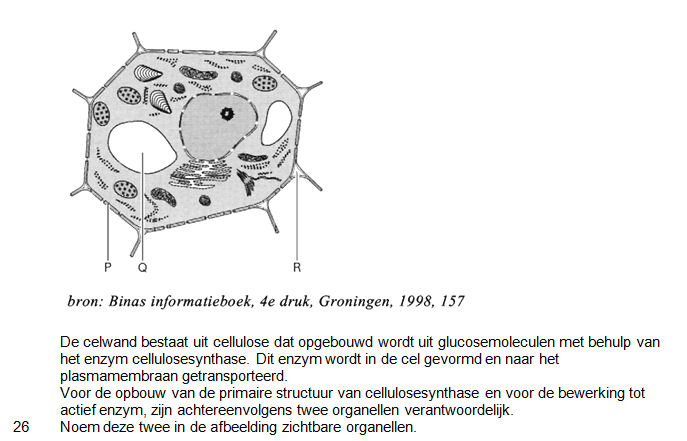 P Q R
bron: Binas informatieboek, 4e druk, Groningen, 1998, 157
De celwand bestaat uit cellulose dat opgebouwd wordt uit glucosemoleculen met behulp van
het enzym cellulosesynthase. Dit enzym wordt in de cel gevormd en naar het
plasmamembraan getransporteerd.
Voor de opbouw van de primaire structuur van cellulosesynthase en voor de bewerking tot
actief enzym, zijn achtereenvolgens twee organellen verantwoordelijk.
26 Noem deze twee in de afbeelding zichtbare organellen.